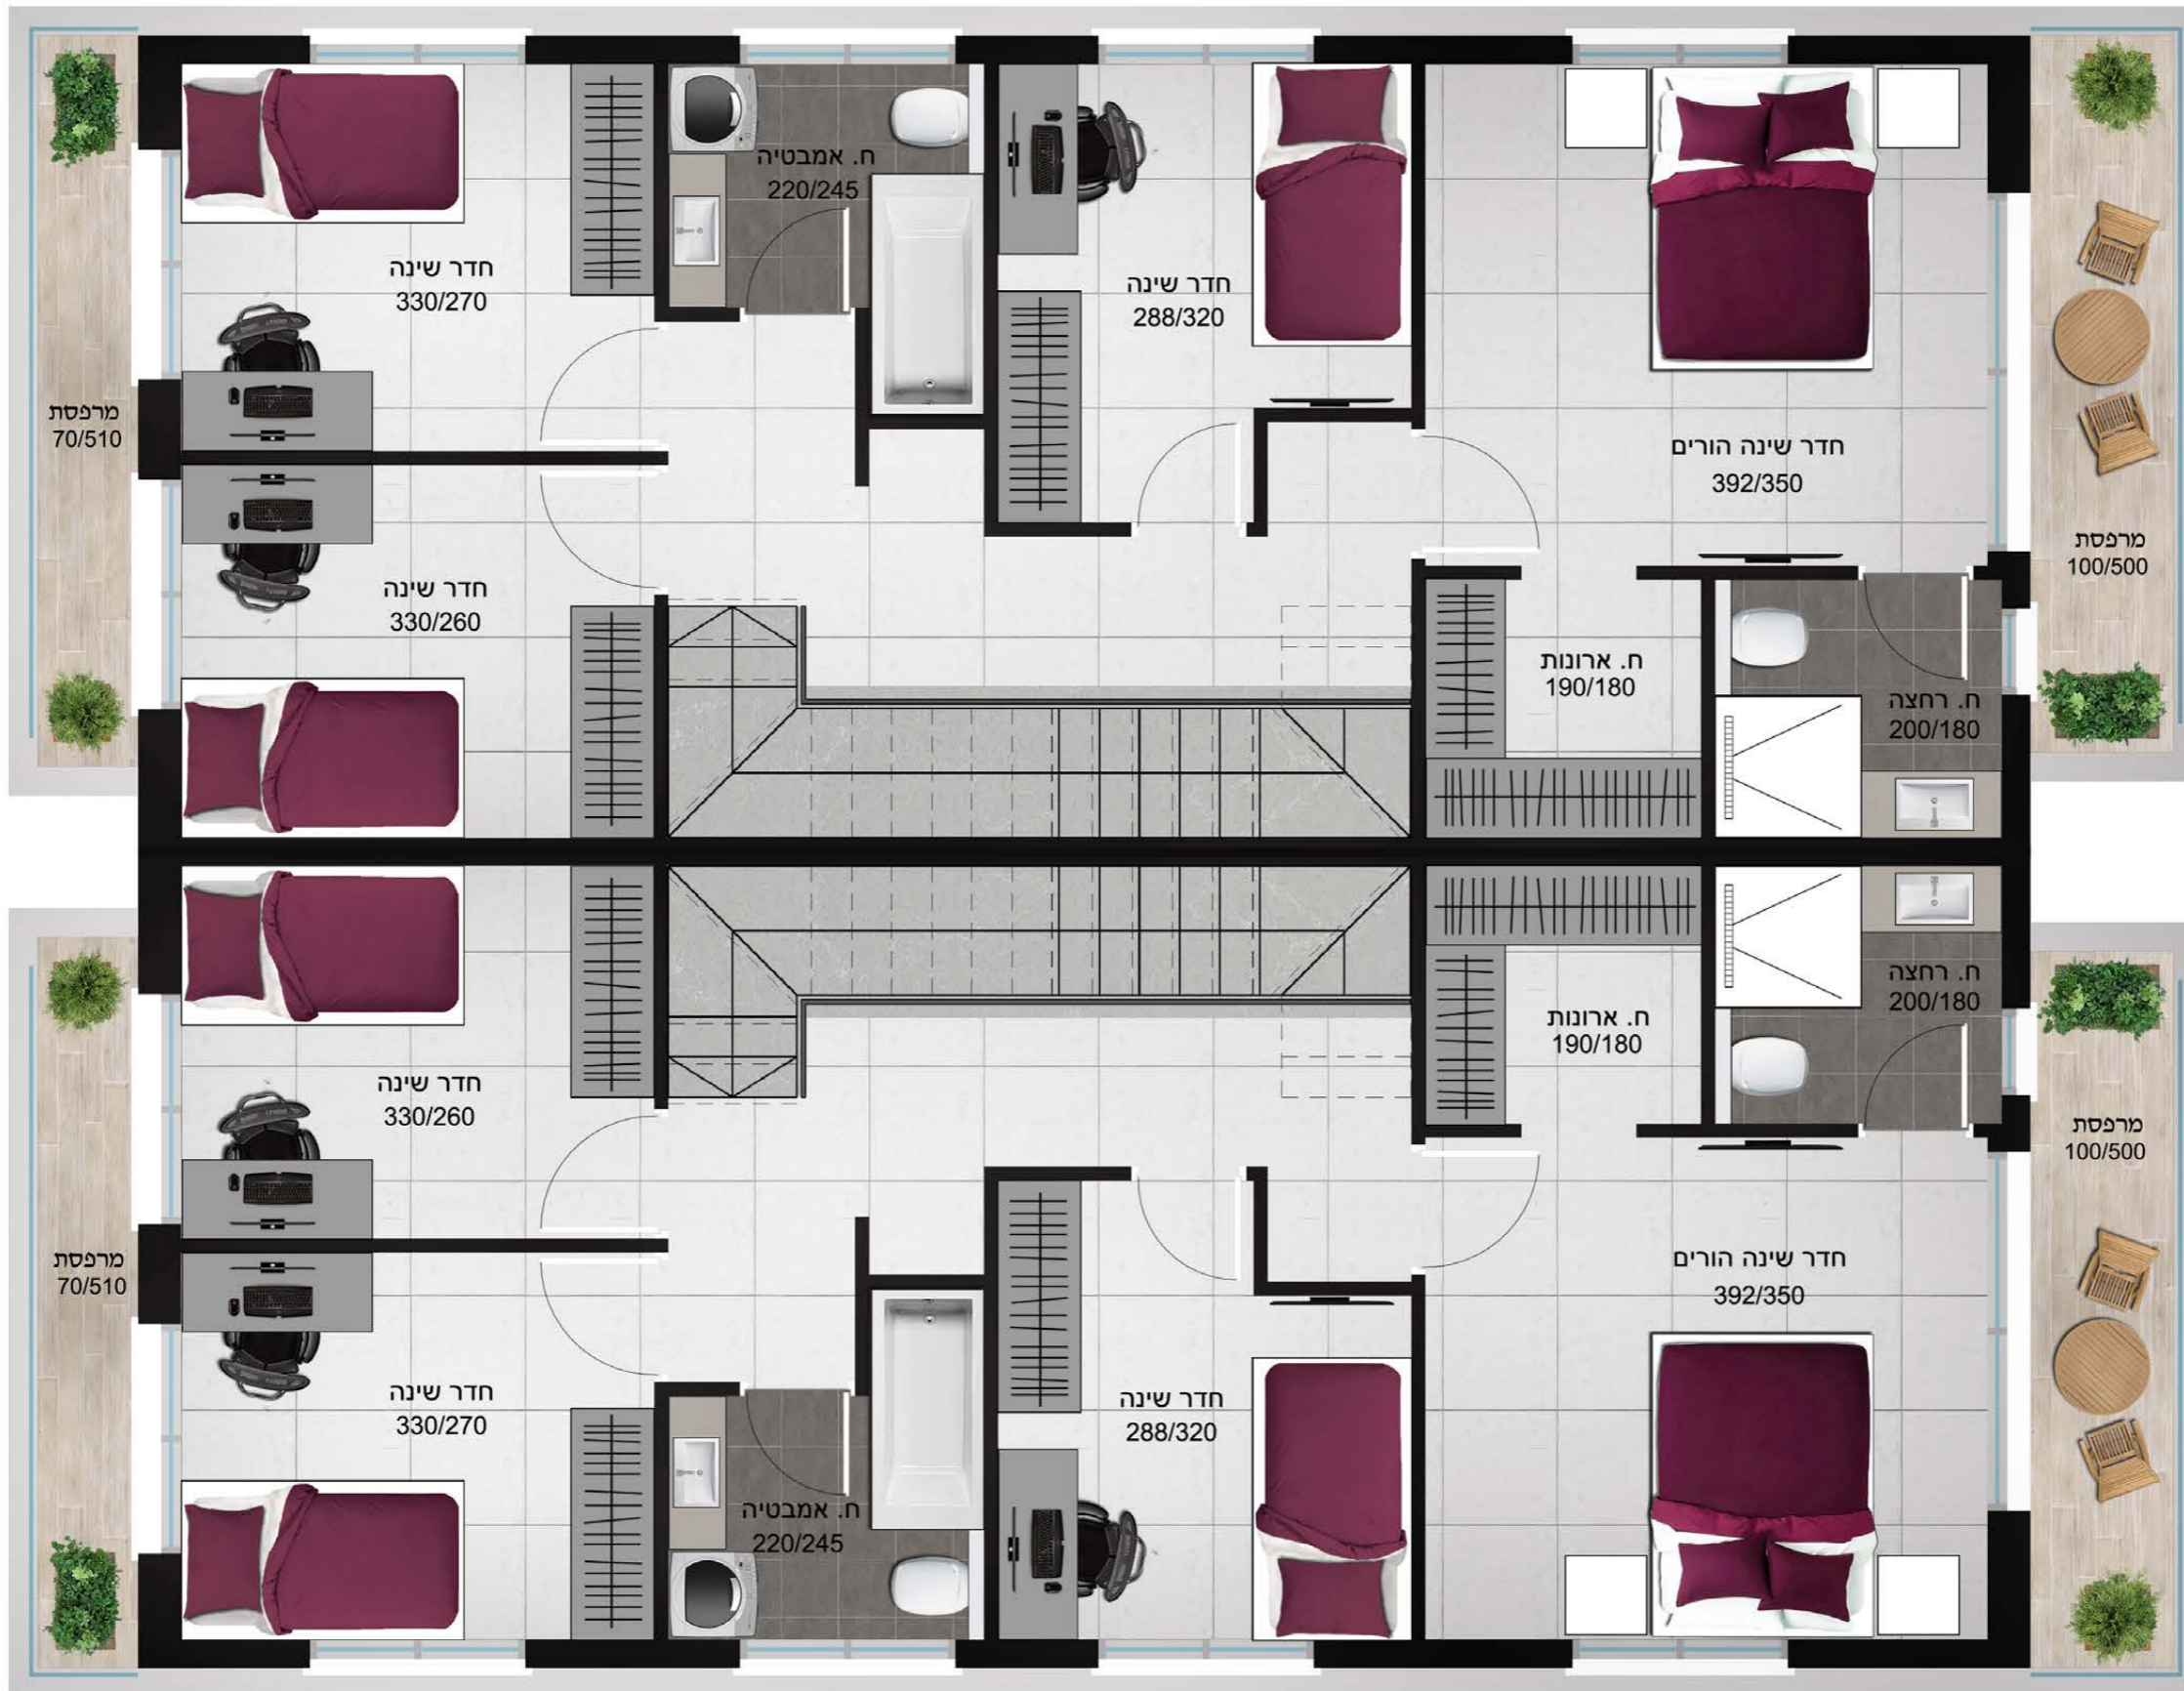 ח. אמבטיה
220/245
חדר שינה
330/270
חדר שינה
288/320
מרפסת
70/510
חדר שינה הורים
392/350
מרפסת
100/500
חדר שינה
330/260
ח. ארונות
190/180
ח. רחצה
200/180
ח. רחצה
200/180
ח. ארונות
190/180
חדר שינה
330/260
מרפסת
100/500
מרפסת
70/510
חדר שינה הורים
392/350
חדר שינה
330/270
חדר שינה
288/320
ח. אמבטיה
220/245